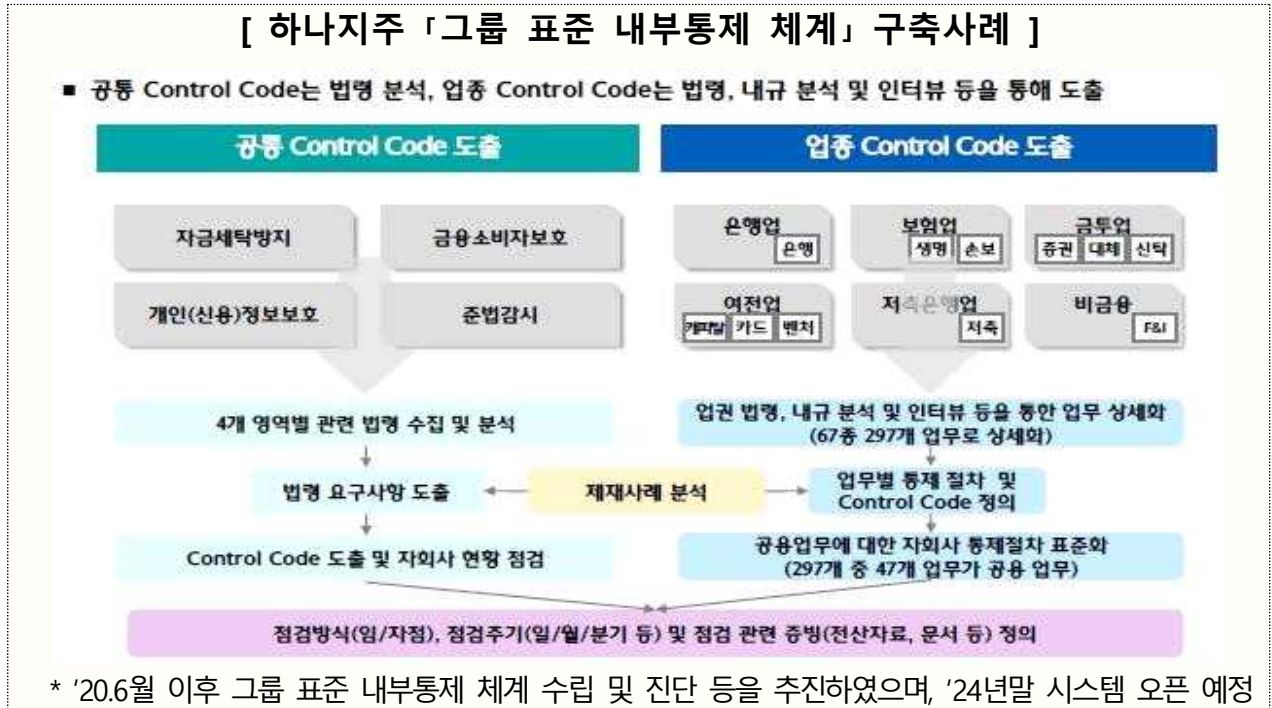 [ 하나지주 「그룹 표준 내부통제 체계」 구축사례 ]
■ 공통 Control Code는 법령 분석, 업종 Control Code는 법령, 내규 분석 및 인터뷰 등을 통해 도출
공통 Control Code 도출
자금세탁방지
금융소비자보호
개인(신용)정보보호
준법감시
4개 영역별 관련 법령 수집 및 분석
법령 요구사항 도출
Control Code 도출 및 자회사 현황 점검
제재사례 분석
업종 Control Code 도출
은행업
은행
보험업
생명 손보
금투업
증권 대체 신탁
여전업
캐피탈 카드 벤처
저축은행업
저축
비금융
F&I
업권 법령, 내규 분석 및 인터뷰 등을 통한 업무 상세화
(67종 297개 업무로 상세화)
업무별 통제 절차 및
Control Code 정의
공용업무에 대한 자회사 통제절차 표준화
(297개 중 47개 업무가 공용 업무)
점검방식(임/자점), 점검주기(일/월/분기 등) 및 점검 관련 증빙(전산자료, 문서 등) 정의
* '20.6월 이후 그룹 표준 내부통제 체계 수립 및 진단 등을 추진하였으며, '24년말 시스템 오픈 예정